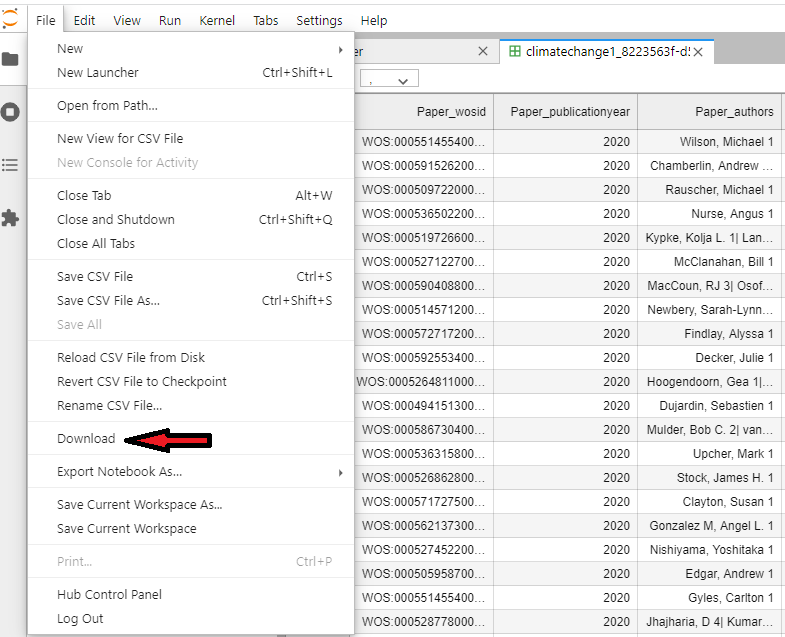 File Edit View Run Kernel Tabs Settings Help
New
New Launcher Ctrl+Shift+L
Open from Path...
New View for CSV File
New Console for Activity
Close Tab Alt+W
Close and Shutdown Ctrl+Shift+Q
Close All Tabs
Save CSV File Ctrl+S
Save CSV File As... Ctrl+Shift+S
Save All
Reload CSV File from Disk
Revert CSV File to Checkpoint
Rename CSV File...
Download
Export Notebook As...
Save Current Workspace As...
Save Current Workspace
Print... Ctrl+P
Hub Control Panel
Log Out
er
climatechange1_8223563f-d5
,
Paper_wosid Paper_publicationyear Paper_authors
WOS:000551455400... 2020 Wilson, Michael 1
WOS:000591526200... 2020 Chamberlin, Andrew ...
WOS:000509722000... 2020 Rauscher, Michael 1
WOS:000536502200... 2020 Nurse, Angus 1
WOS:000519726600... 2020 Kypke, Kolja L. 1| Lan...
WOS:000527122700... 2020 McClanahan, Bill 1
WOS:000590408800... 2020 MacCoun, RJ 3| Osof...
WOS:000514571200... 2020 Newbery, Sarah-Lynn...
WOS:000572717200... 2020 Findlay, Alyssa 1
WOS:000592553400... 2020 Decker, Julie 1
WOS:0005264811000... 2020 Hoogendoorn, Gea 1|...
WOS:000494151300... 2020 Dujardin, Sebastien 1
WOS:000586730400... 2020 Mulder, Bob C. 2| van...
WOS:000536315800... 2020 Upcher, Mark 1
WOS:000526862800... 2020 Stock, James H. 1
WOS:000571727500... 2020 Clayton, Susan 1
WOS:000562137300... 2020 Gonzalez M, Angel L. 1
WOS:000527452200... 2020 Nishiyama, Yoshitaka 1
WOS:000505958700... 2020 Edgar, Andrew 1
WOS:000551455400... 2020 Gyles, Carlton 1
WOS:000528778000... 2020 Jhajharia, D 4| Kumar...